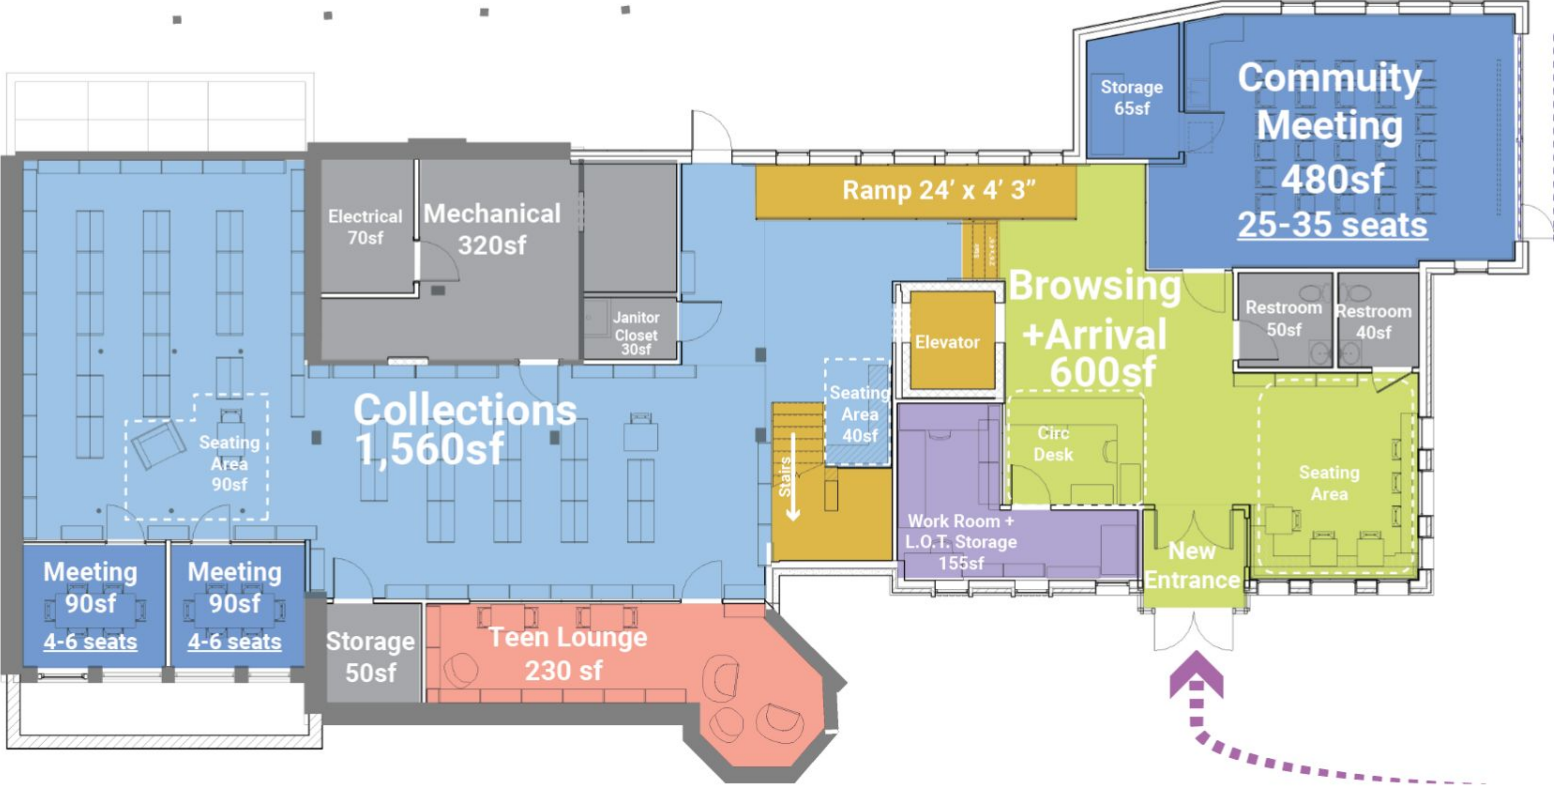 Commuity
Meeting
480sf
25-35 seats
Storage
65sf
Ramp 24’ x 4’ 3”
Electrical
70sf
Mechanical
320sf
Janitor
Closet
30sf
Stair
Elevator
Browsing
+Arrival
600sf
Restroom
50sf
Restroom
40sf
Collections
1,560sf
Seating
Area
40sf
Seating
Area
90sf
Stairs
Circ
Desk
Seating
Area
Work Room +
L.O.T. Storage
155sf
New
Entrance
Meeting
90sf
4-6 seats
Meeting
90sf
4-6 seats
Storage
50sf
Teen Lounge
230 sf